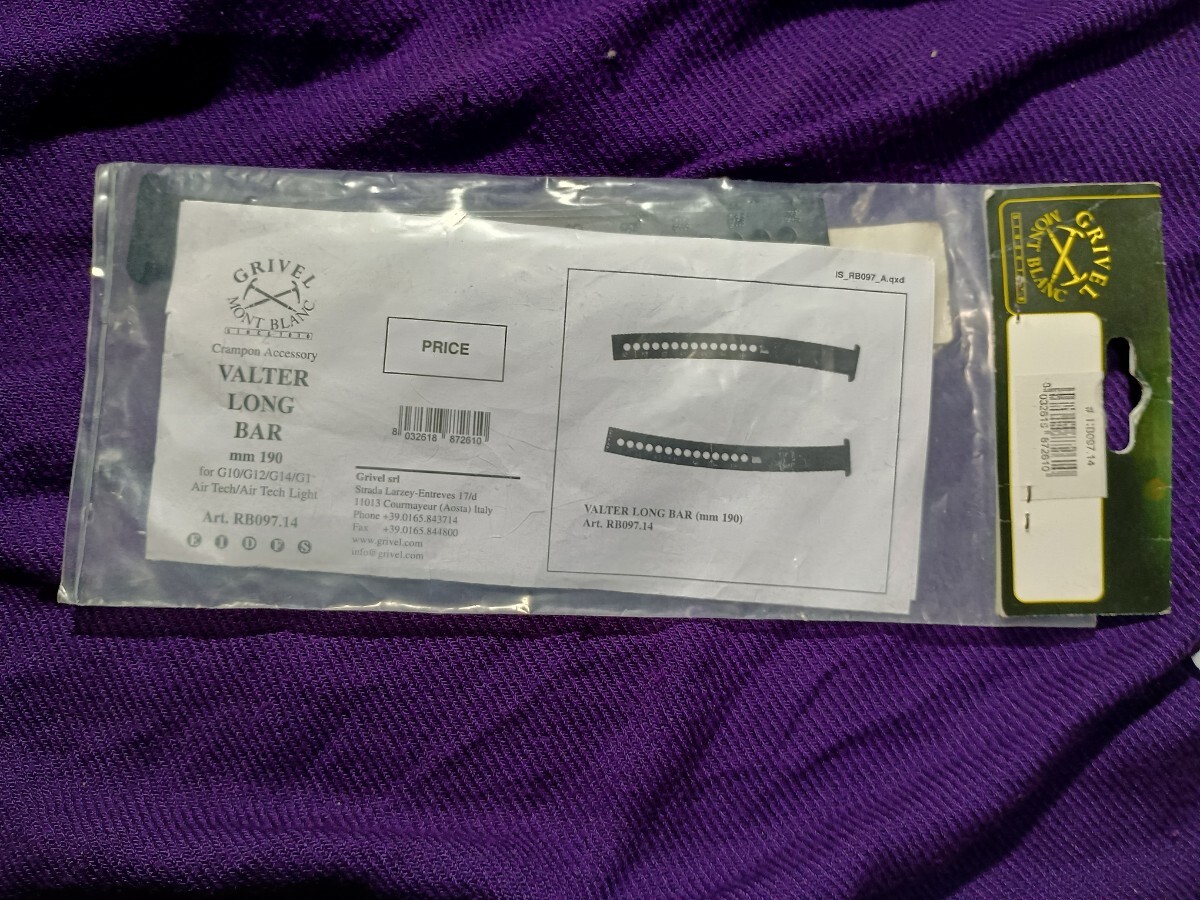 GRIVEL
MONT BLANC
SINCE 1818
Crampon Accessory
VALTER
LONG
BAR
mm 190
for G10/G12/G14/G1
Air Tech/Air Tech Light
Art. RB097.14
E I D F S
PRICE
8 032618 872610
Grivel srl
Strada Larzey-Entreves 17/d
11013 Courmayeur (Aosta) Italy
Phone +39.0165.843714
Fax +39.0165.844800
www.grivel.com
info@grivel.com
IS_RB097_A.qxd
VALTER LONG BAR (mm 190)
Art. RB097.14
GRIVEL
MONT BLANC
872610